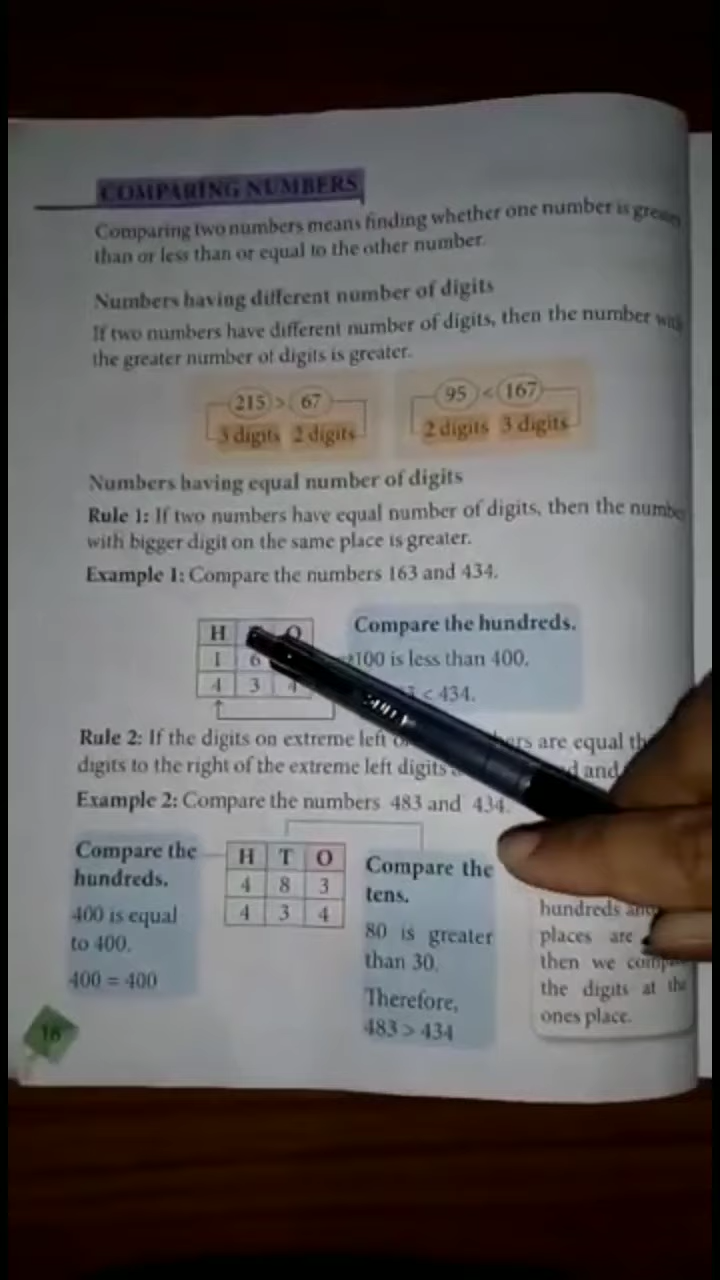 COMPARING NUMBERS
Comparing two numbers means finding whether one number is
than or less than or equal to the other number.
Numbers having different number of digits
If two numbers have different number of digits, then the number
the greater number of digits is greater.
215 > 67
3 digits 2 digits
95 < 167
2 digits 3 digits
Numbers having equal number of digits
Rule 1: If two numbers have equal number of digits, then the
with bigger digit on the same place is greater.
Example 1: Compare the numbers 163 and 434.
H O
1 6
4 3 4
Compare the hundreds.
100 is less than 400.
< 434.
Rule 2: If the digits on extreme left are equal
digits to the right of the extreme left digits and
Example 2: Compare the numbers 483 and 434.
Compare the
hundreds.
400 is equal
to 400.
400 = 400
H T O
4 8 3
4 3 4
Compare the
tens.
80 is greater
than 30.
Therefore,
483 > 434
hundreds
places are
then we
the digits at the
ones place.